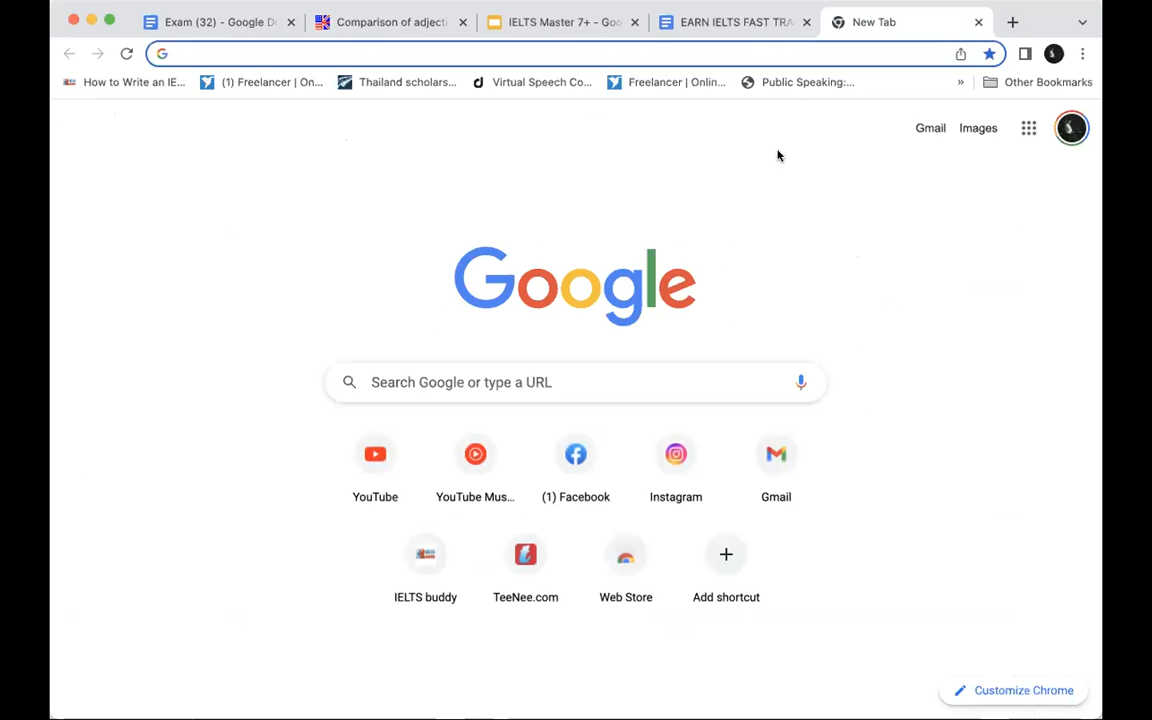 Exam (32) - Google D
Comparison of adjecti
IELTS Master 7+ - Goo
EARN IELTS FAST TRA
New Tab
How to Write an IE...
(1) Freelancer | On...
Thailand scholars...
Virtual Speech Co...
Freelancer | Onlin...
Public Speaking:...
»
Other Bookmarks
Gmail
Images
Google
Search Google or type a URL
YouTube
YouTube Mus...
(1) Facebook
Instagram
Gmail
IELTS buddy
TeeNee.com
Web Store
Add shortcut
Customize Chrome